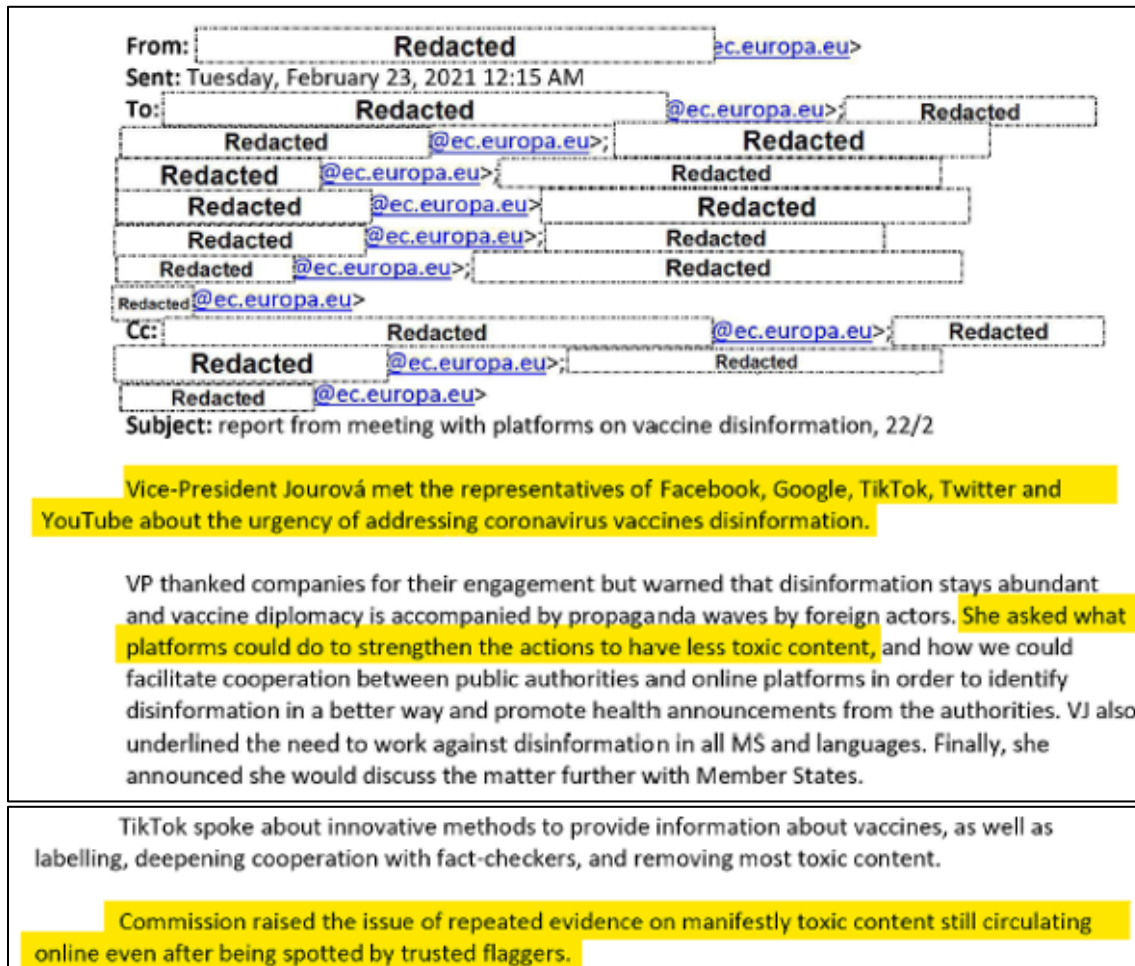 From: Redacted ec.europa.eu>
Sent: Tuesday, February 23, 2021 12:15 AM
To: Redacted @ec.europa.eu>; Redacted
Redacted @ec.europa.eu>; Redacted
Redacted @ec.europa.eu>; Redacted
Redacted @ec.europa.eu> Redacted
Redacted @ec.europa.eu>; Redacted
Redacted @ec.europa.eu>; Redacted
Redacted @ec.europa.eu>
Cc: Redacted @ec.europa.eu>; Redacted
Redacted @ec.europa.eu>; Redacted
Redacted @ec.europa.eu>
Subject: report from meeting with platforms on vaccine disinformation, 22/2
Vice-President Jourová met the representatives of Facebook, Google, TikTok, Twitter and
YouTube about the urgency of addressing coronavirus vaccines disinformation.
VP thanked companies for their engagement but warned that disinformation stays abundant
and vaccine diplomacy is accompanied by propaganda waves by foreign actors. She asked what
platforms could do to strengthen the actions to have less toxic content, and how we could
facilitate cooperation between public authorities and online platforms in order to identify
disinformation in a better way and promote health announcements from the authorities. VJ also
underlined the need to work against disinformation in all MS and languages. Finally, she
announced she would discuss the matter further with Member States.
TikTok spoke about innovative methods to provide information about vaccines, as well as
labelling, deepening cooperation with fact-checkers, and removing most toxic content.
Commission raised the issue of repeated evidence on manifestly toxic content still circulating
online even after being spotted by trusted flaggers.